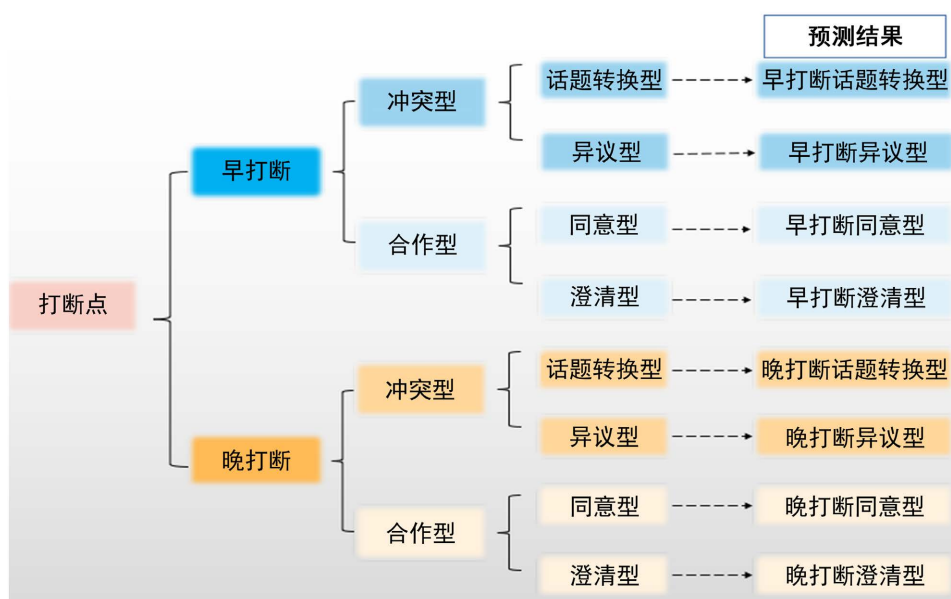 预测结果
冲突型
话题转换型
早打断话题转换型
异议型
早打断异议型
早打断
合作型
同意型
早打断同意型
澄清型
早打断澄清型
打断点
冲突型
话题转换型
晚打断话题转换型
异议型
晚打断异议型
晚打断
合作型
同意型
晚打断同意型
澄清型
晚打断澄清型